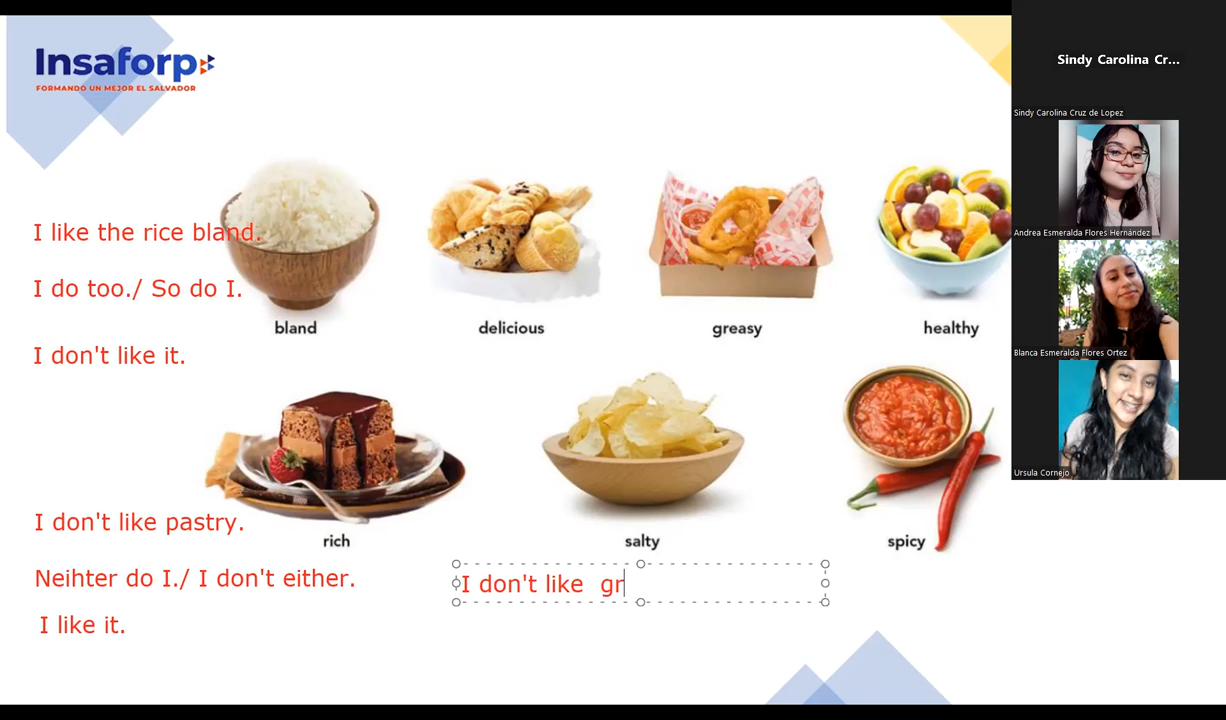 Insaforp
FORMANDO UN MEJOR EL SALVADOR
Sindy Carolina Cr...
Sindy Carolina Cruz de Lopez
Andrea Esmeralda Flores Hernández
Blanca Esmeralda Flores Ortez
Ursula Cornejo
I like the rice bland.
I do too./ So do I.
bland
delicious
greasy
healthy
I don't like it.
I don't like pastry.
rich
salty
spicy
Neihter do I./ I don't either.
I don't like gr
I like it.